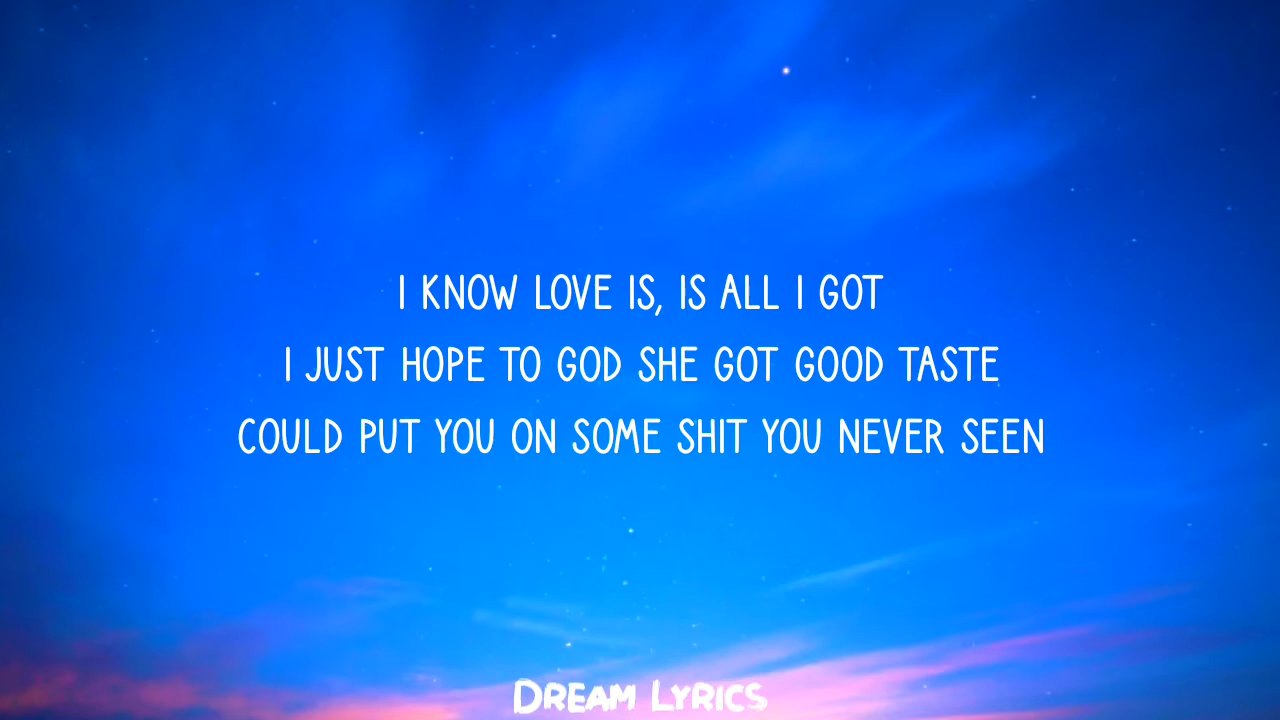 I KNOW LOVE IS, IS ALL I GOT
I JUST HOPE TO GOD SHE GOT GOOD TASTE
COULD PUT YOU ON SOME SHIT YOU NEVER SEEN
DREAM LYRICS